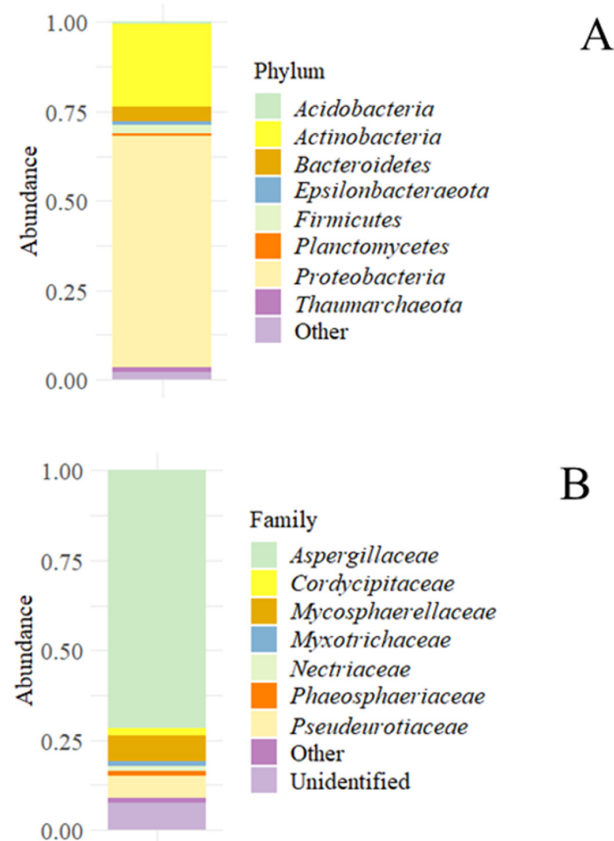 A
Abundance
1.00
0.75
0.50
0.25
0.00
Phylum
Acidobacteria
Actinobacteria
Bacteroidetes
Epsilonbacteraeota
Firmicutes
Planctomycetes
Proteobacteria
Thaumarchaeota
Other
B
Abundance
1.00
0.75
0.50
0.25
0.00
Family
Aspergillaceae
Cordycipitaceae
Mycosphaerellaceae
Myxotrichaceae
Nectriaceae
Phaeosphaeriaceae
Pseudeurotiaceae
Other
Unidentified